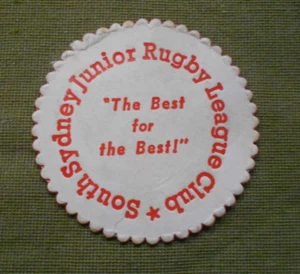 South Sydney Junior Rugby League Club
"The Best
for
the Best!"